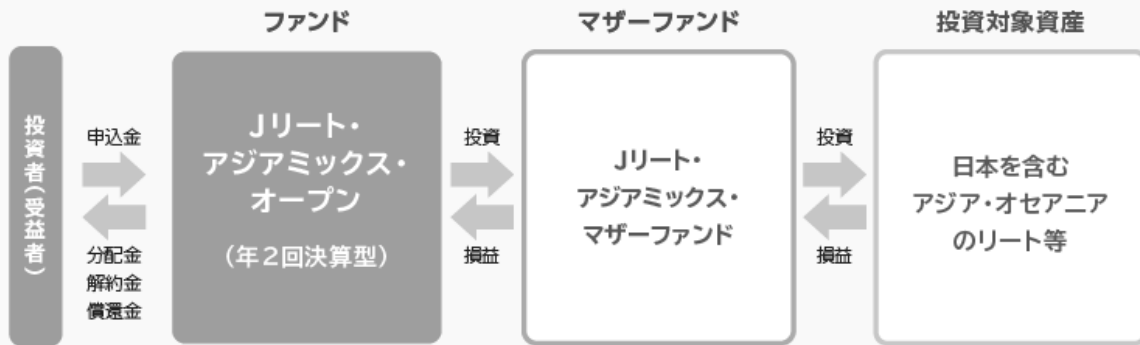 ファンド
マザーファンド
投資対象資産
投資者(受益者)
申込金
分配金
解約金
償還金
Jリート・
アジアミックス・
オープン
(年2回決算型)
投資
損益
Jリート・
アジアミックス・
マザーファンド
投資
損益
日本を含む
アジア・オセアニア
のリート等